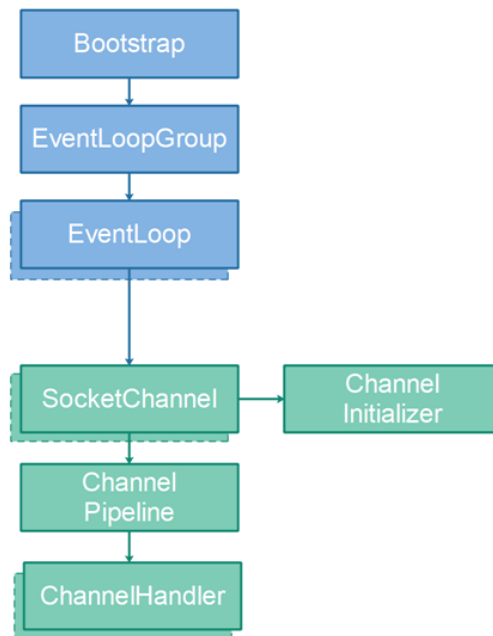 Bootstrap
EventLoopGroup
EventLoop
SocketChannel
Channel
Initializer
Channel
Pipeline
ChannelHandler